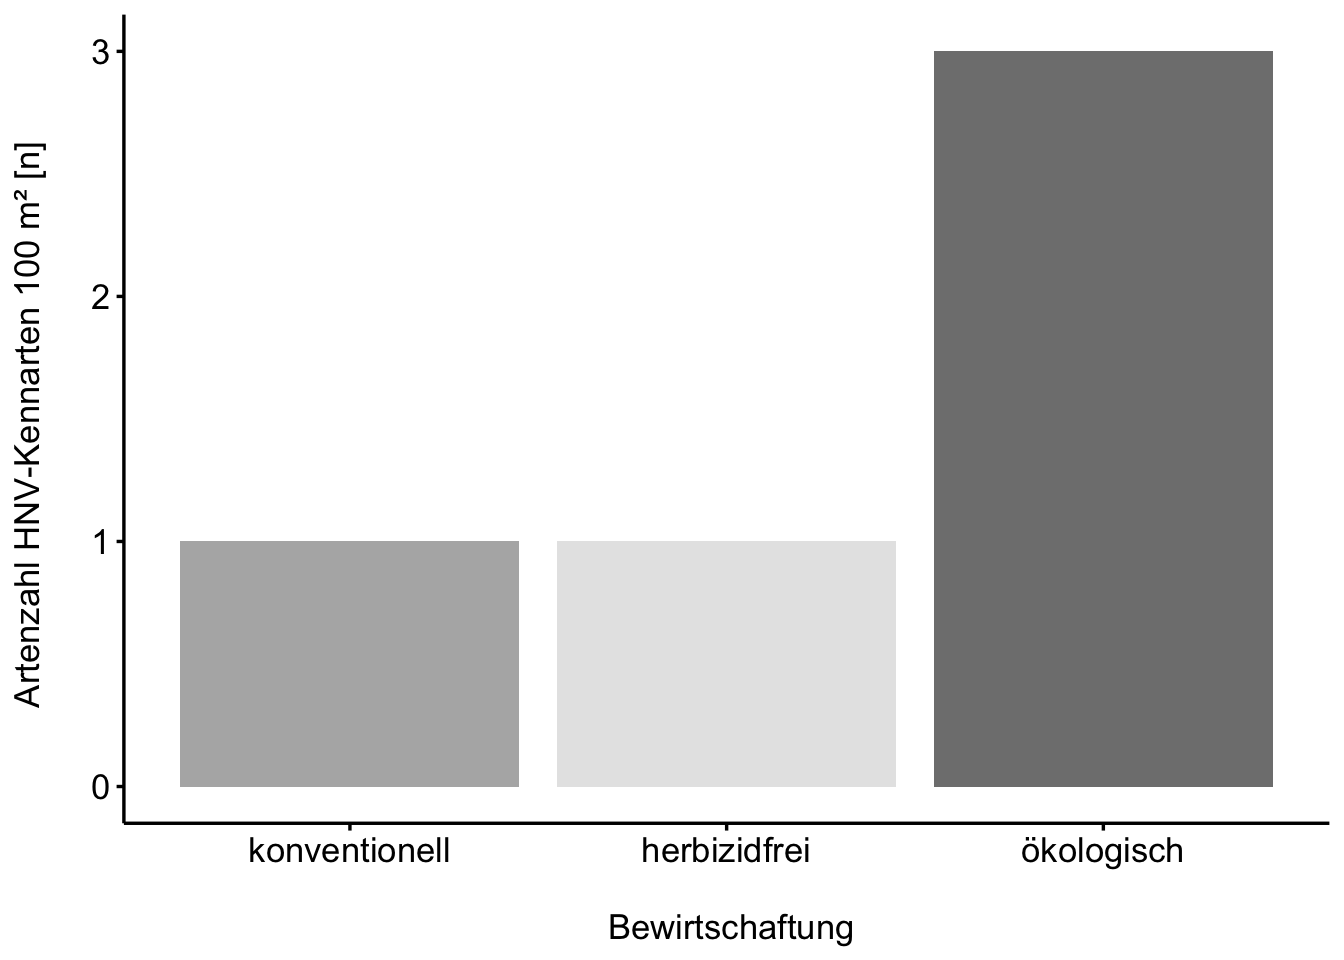 Artenzahl HNV-Kennarten 100 m² [n]
3
2
1
0
konventionell herbizidfrei ökologisch
Bewirtschaftung